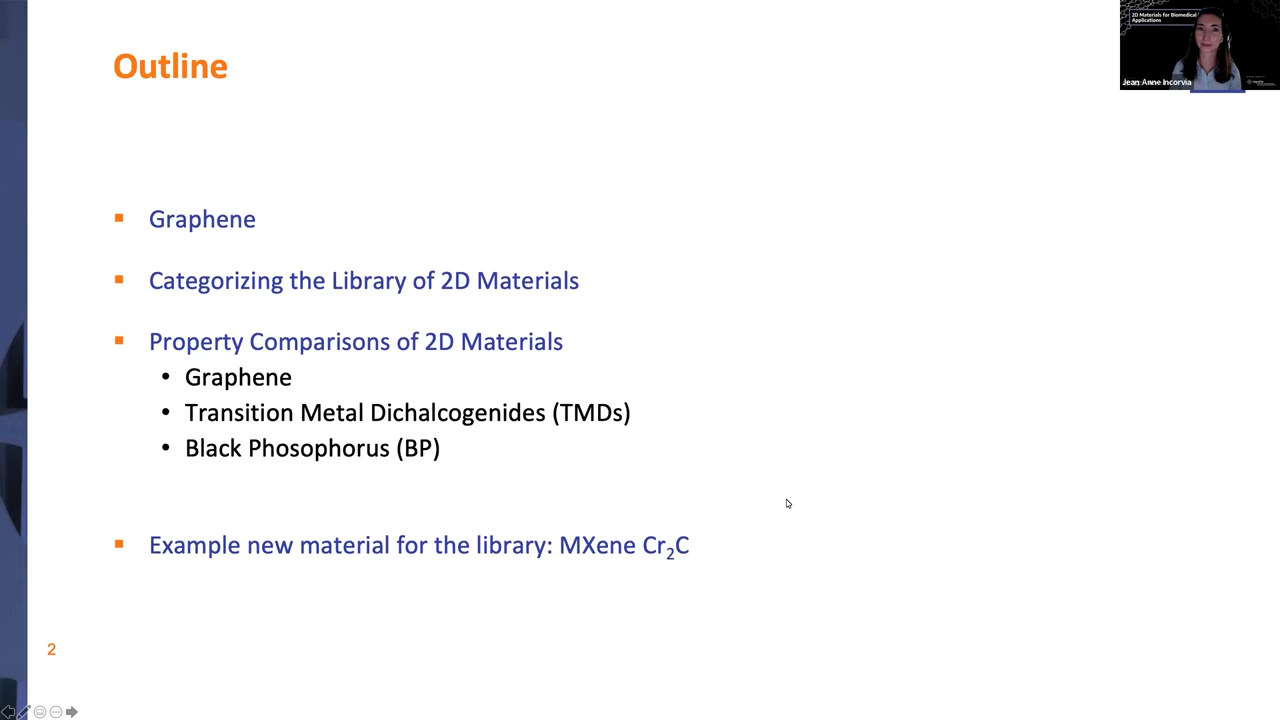 Outline
2D Materials for Biomedical
Applications
Jean Anne Incorvia
▪ Graphene
▪ Categorizing the Library of 2D Materials
▪ Property Comparisons of 2D Materials
• Graphene
• Transition Metal Dichalcogenides (TMDs)
• Black Phosophorus (BP)
▪ Example new material for the library: MXene Cr₂C
2